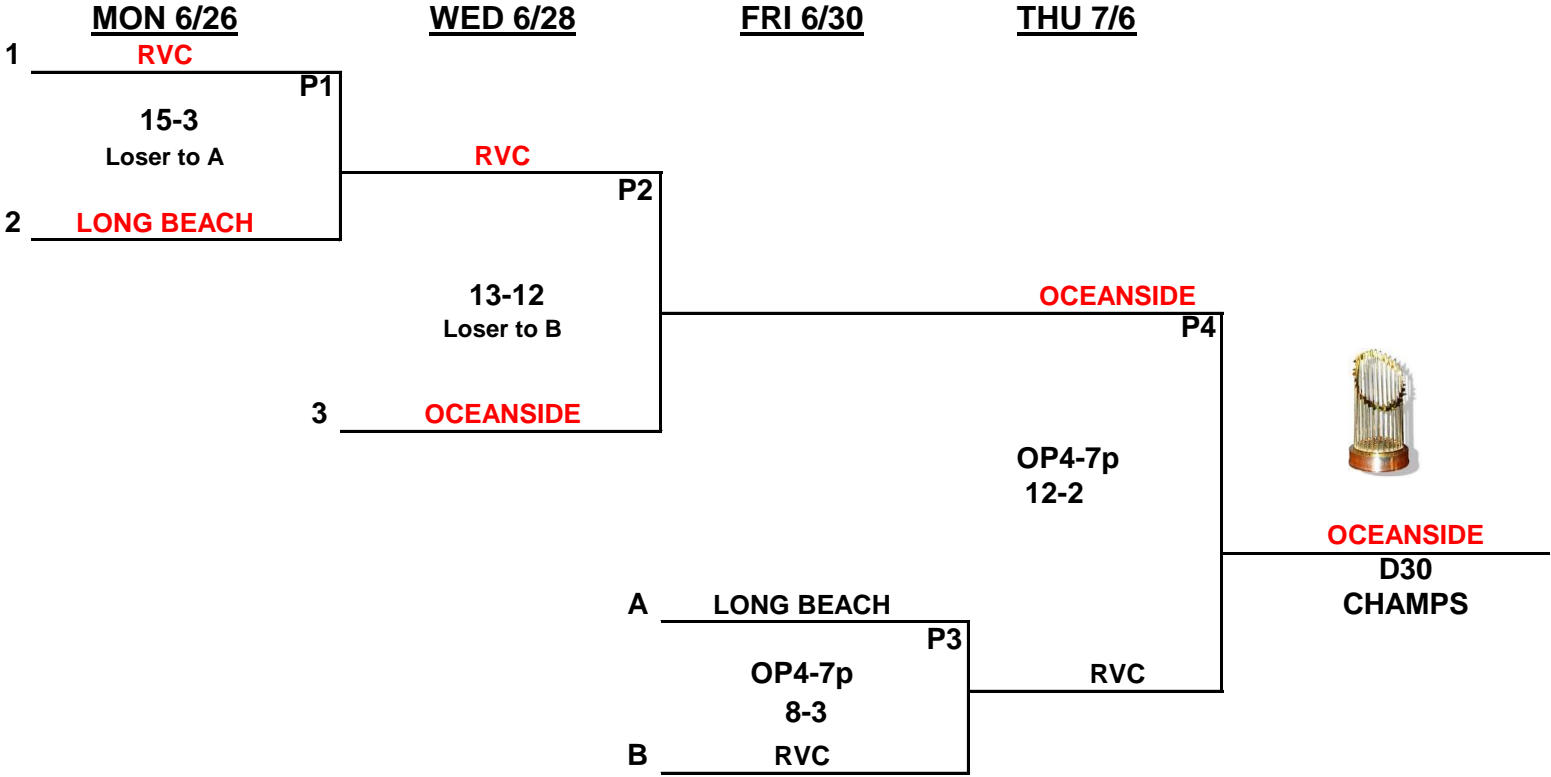 MON 6/26 WED 6/28 FRI 6/30 THU 7/6
1 RVC
P1
15-3
Loser to A
RVC
P2
2 LONG BEACH
13-12
Loser to B
OCEANSIDE
P4
3 OCEANSIDE
OP4-7p
12-2
OCEANSIDE
D30
CHAMPS
A LONG BEACH
P3
OP4-7p
8-3
RVC
B RVC